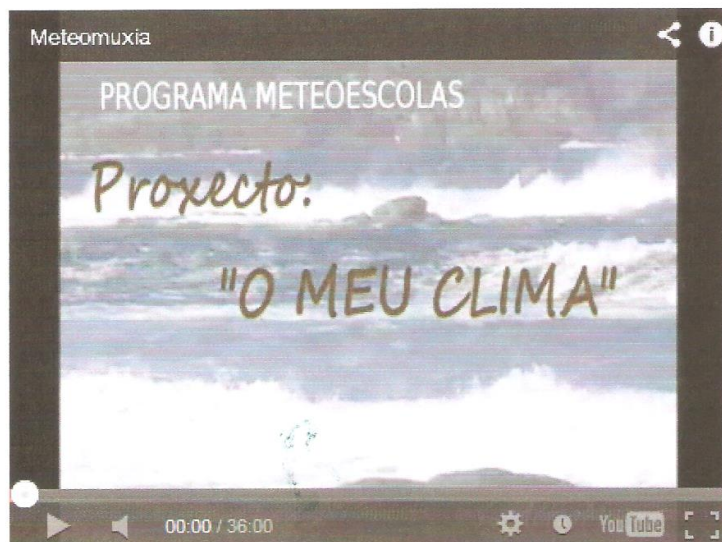 Meteomuxia
PROGRAMA METEOESCOLAS
Proxecto:
"O MEU CLIMA"
00:00 / 36:00
YouTube